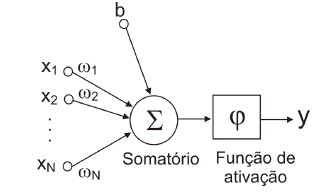 b
x1 ω1
x2 ω2
Σ φ y
xN ωN
Somatório Função de
ativação